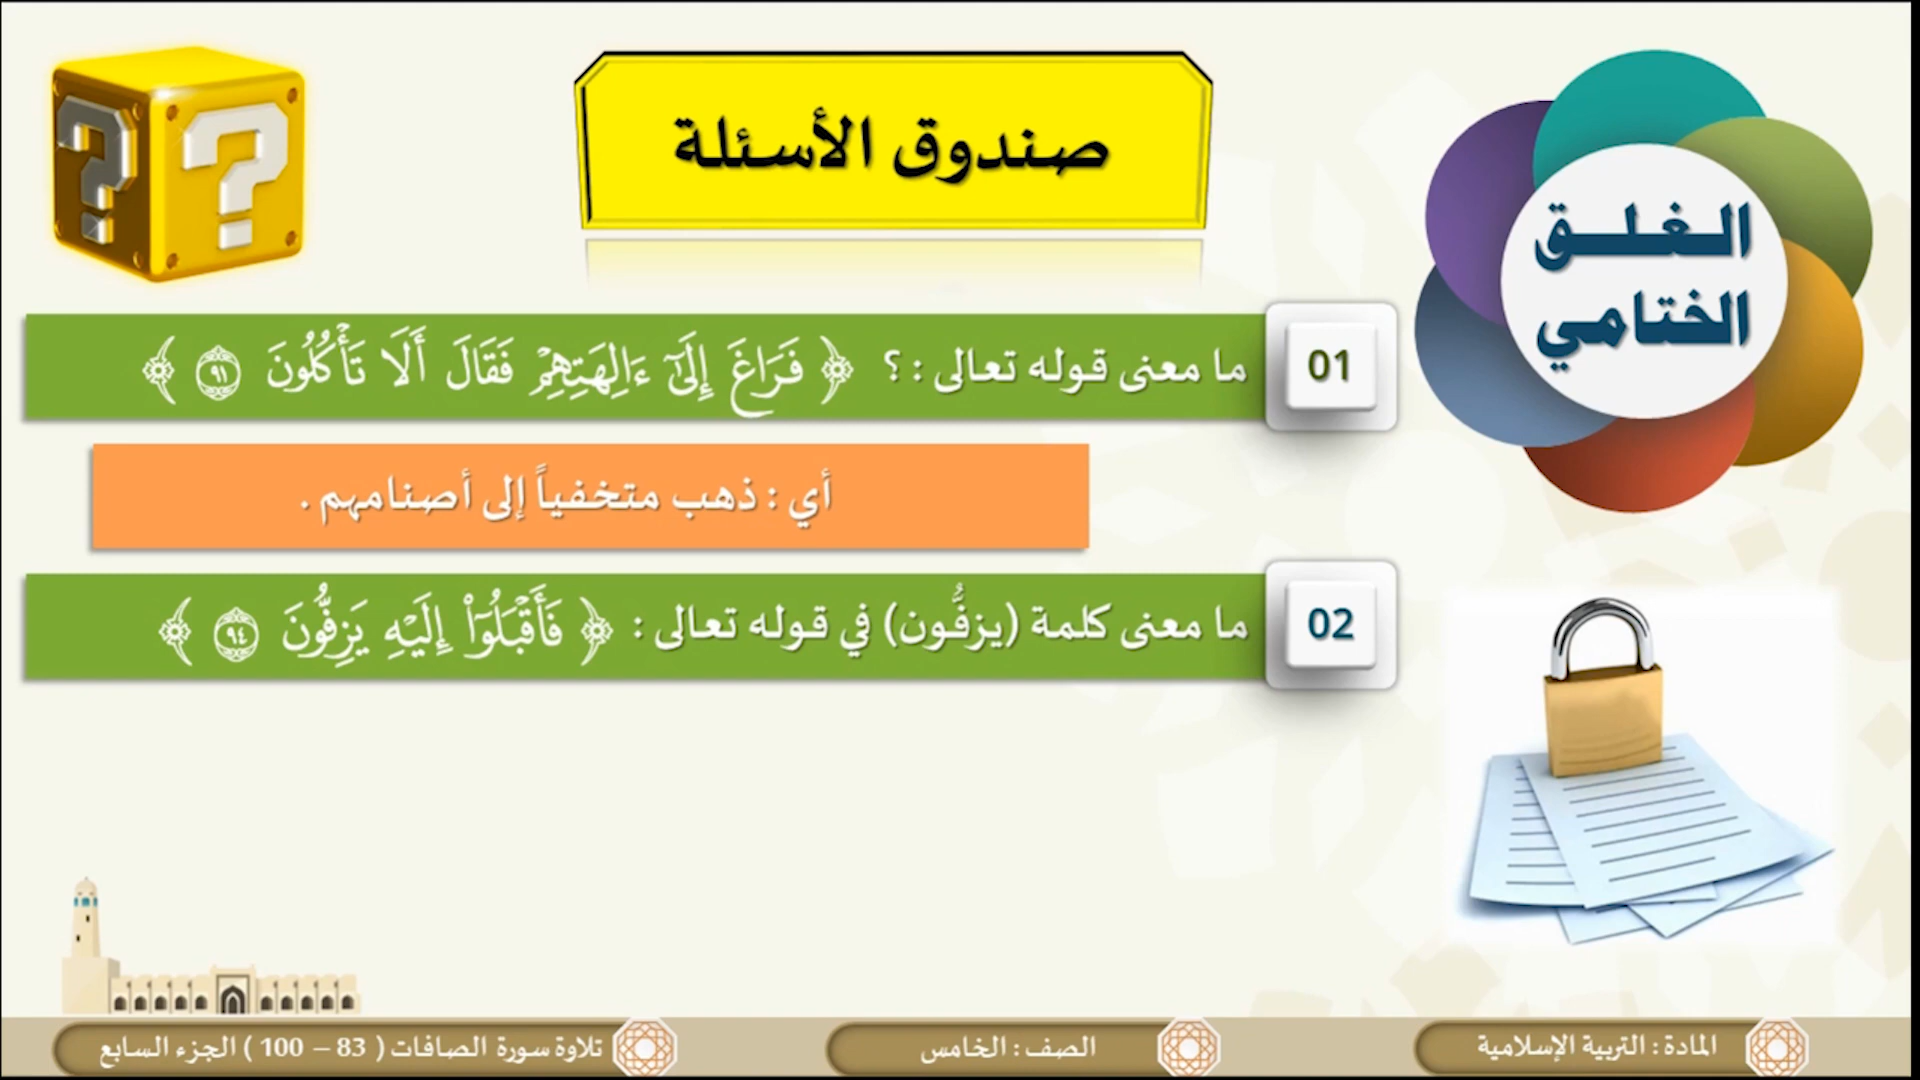 صندوق الأسئلة
الغلق
الختامي
01
ما معنى قوله تعالى : ؟ ﴿ فَرَاغَ إِلَىٰٓ ءَالِهَتِهِمْ فَقَالَ أَلَا تَأْكُلُونَ ٩١ ﴾
أي : ذهب متخفياً إلى أصنامهم .
02
ما معنى كلمة (يزفُّون) في قوله تعالى : ﴿ فَأَقْبَلُوٓا۟ إِلَيْهِ يَزِفُّونَ ٩٤ ﴾
المادة : التربية الإسلامية
الصف : الخامس
تلاوة سورة الصافات ( 83 – 100 ) الجزء السابع